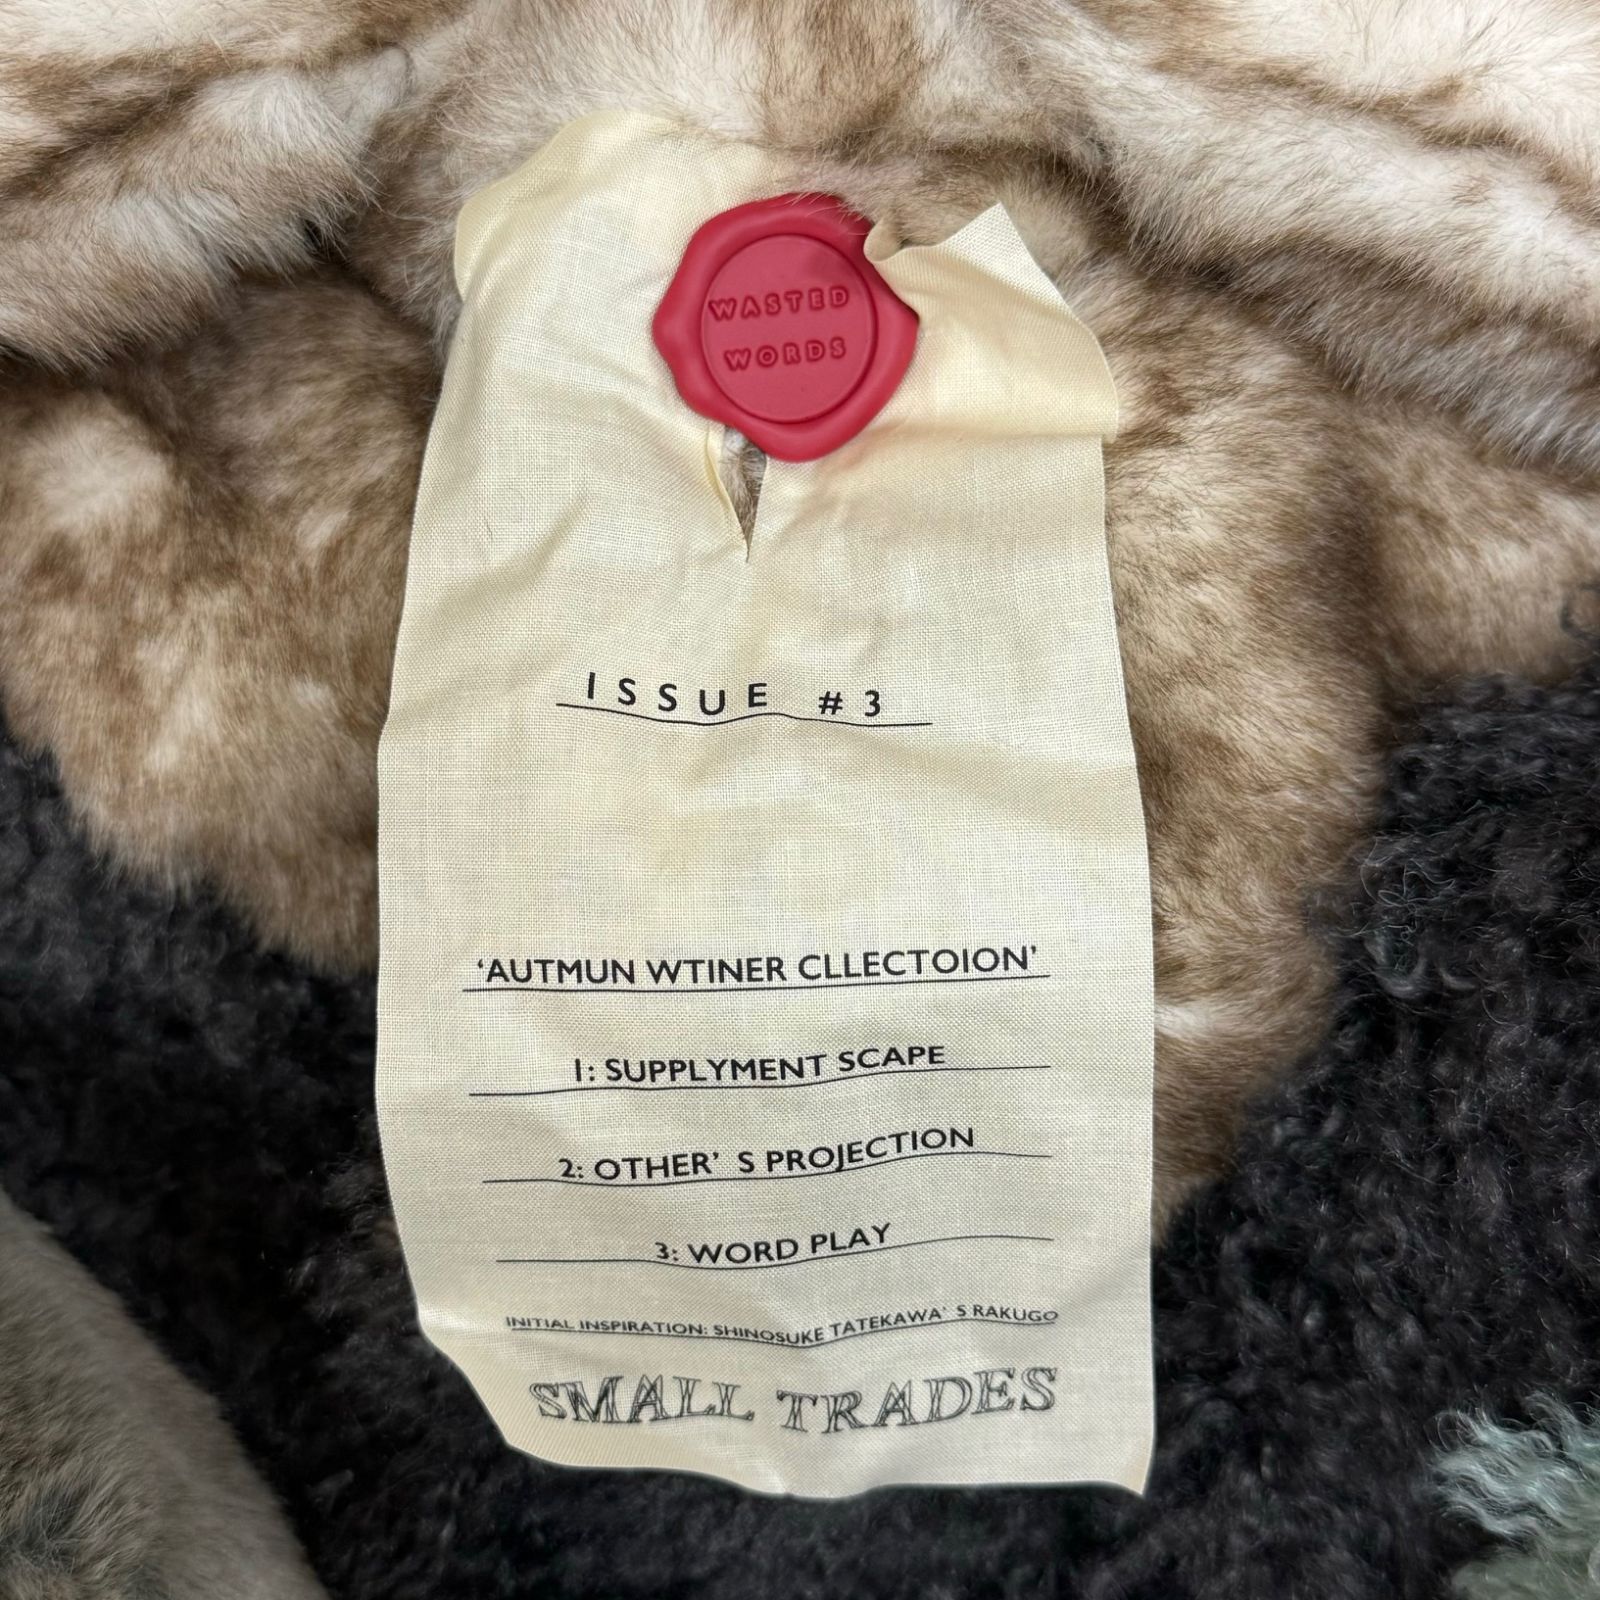 WASTED
WORDS
ISSUE #3
‘AUTMUN WTINER CLLECTOION’
1: SUPPLYMENT SCAPE
2: OTHER’ S PROJECTION
3: WORD PLAY
INITIAL INSPIRATION: SHINOSUKE TATEKAWA’ S RAKUGO
SMALL TRADES